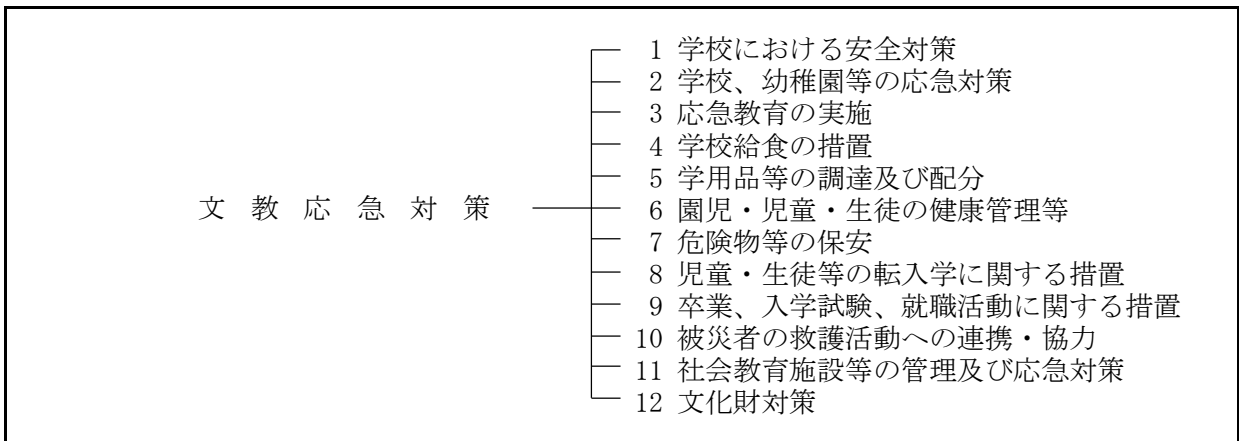 文教応急対策
1 学校における安全対策
2 学校、幼稚園等の応急対策
3 応急教育の実施
4 学校給食の措置
5 学用品等の調達及び配分
6 園児・児童・生徒の健康管理等
7 危険物等の保安
8 児童・生徒等の転入学に関する措置
9 卒業、入学試験、就職活動に関する措置
10 被災者の救護活動への連携・協力
11 社会教育施設等の管理及び応急対策
12 文化財対策